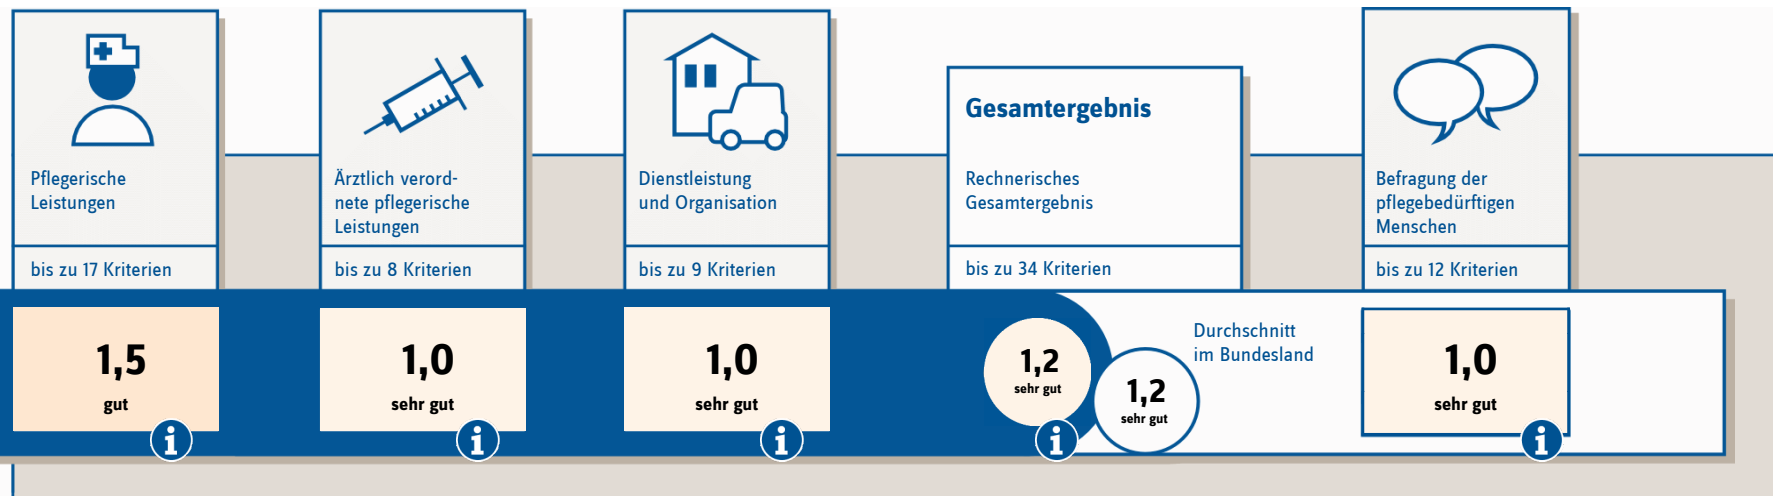 Pflegerische
Leistungen
bis zu 17 Kriterien
1,5
gut
i
Ärztlich verord-
nete pflegerische
Leistungen
bis zu 8 Kriterien
1,0
sehr gut
i
Dienstleistung
und Organisation
bis zu 9 Kriterien
1,0
sehr gut
i
Gesamtergebnis
Rechnerisches
Gesamtergebnis
bis zu 34 Kriterien
1,2
sehr gut
i
Durchschnitt
im Bundesland
1,2
sehr gut
Befragung der
pflegebedürftigen
Menschen
bis zu 12 Kriterien
1,0
sehr gut
i